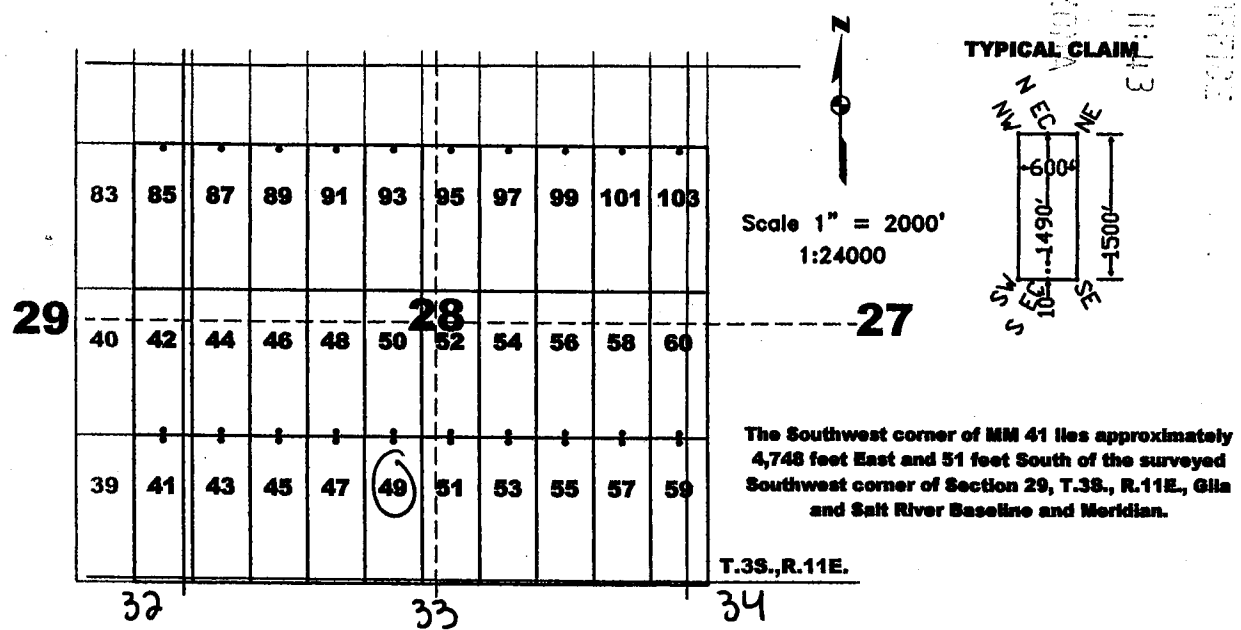 N
TYPICAL CLAIM
NW
N EC
NE
600'
1490'
1500'
10'
SW
S EC
SE
Scale 1" = 2000'
1:24000
83 85 87 89 91 93 95 97 99 101 103
29 28 27
40 42 44 46 48 50 52 54 56 58 60
39 41 43 45 47 49 51 53 55 57 59
The Southwest corner of MM 41 lies approximately
4,748 feet East and 51 feet South of the surveyed
Southwest corner of Section 29, T.3S., R.11E., Gila
and Salt River Baseline and Meridian.
T.3S.,R.11E.
32 33 34